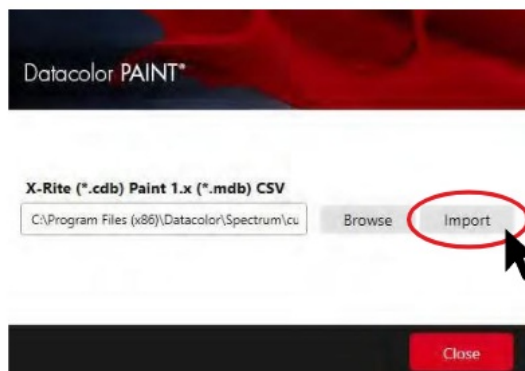 Datacolor PAINT®
X-Rite (*.cdb) Paint 1.x (*.mdb) CSV
C:\Program Files (x86)\Datacolor\Spectrum\cu
Browse
Import
Close